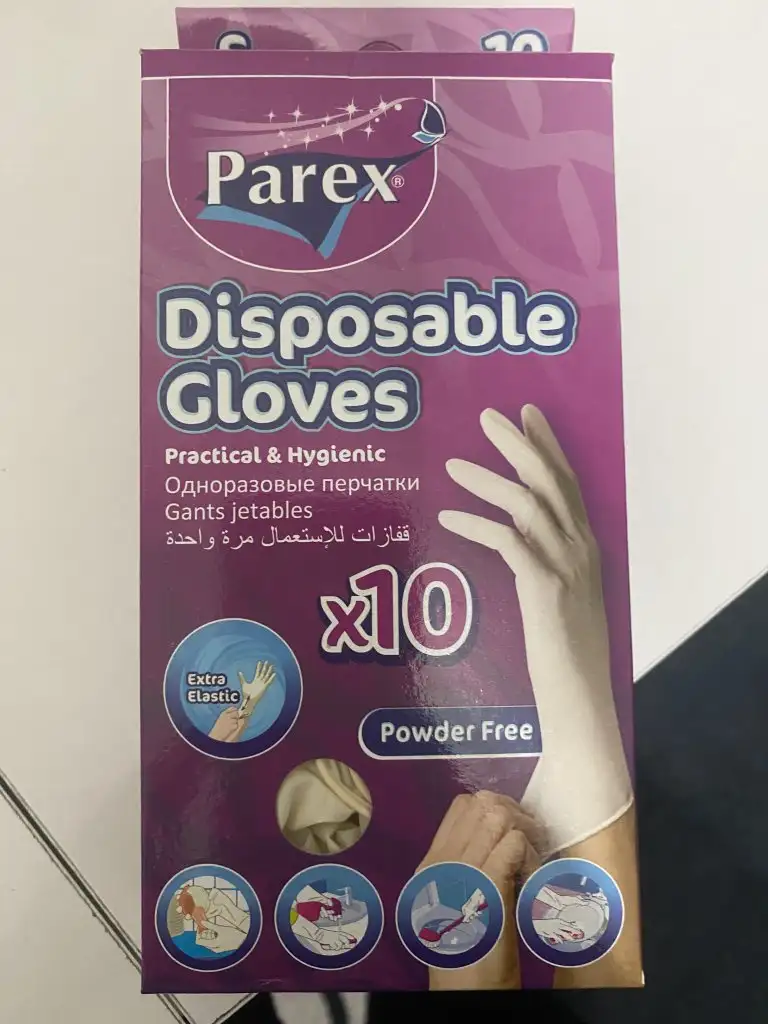 Parex®
Disposable
Gloves
Practical & Hygienic
Одноразовые перчатки
Gants jetables
قفازات للإستعمال مرة واحدة
x10
Extra
Elastic
Powder Free